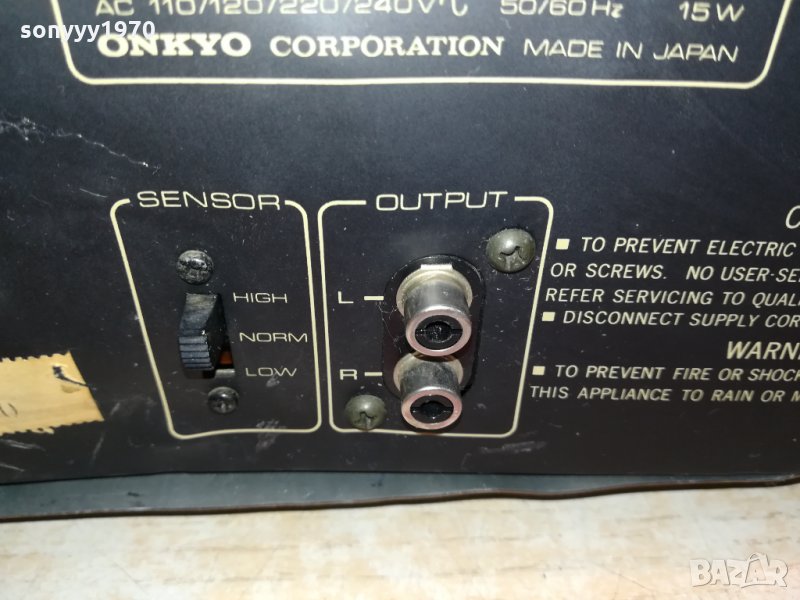 sonyyy1970
AC 110/120/220/240V 50/60Hz 15W
ONKYO CORPORATION MADE IN JAPAN
SENSOR
HIGH
NORM
LOW
OUTPUT
L
R
■ TO PREVENT ELECTRIC
OR SCREWS. NO USER-SE
REFER SERVICING TO QUALI
■ DISCONNECT SUPPLY COR
WARN
■ TO PREVENT FIRE OR SHOCK
THIS APPLIANCE TO RAIN OR M
BAZAR